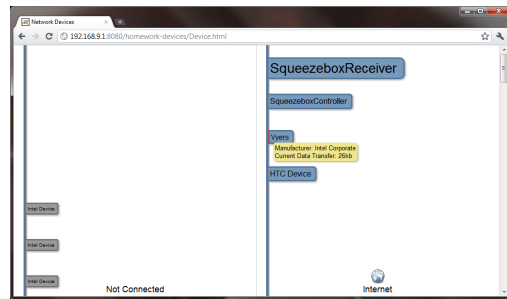 Network Devices
192.168.9.1:8080/homework-devices/Device.html
SqueezeboxReceiver
SqueezeboxController
Vyers
Manufacturer: Intel Corporate
Current Data Transfer: 26kb
HTC Device
Intel Device
Intel Device
Intel Device
Not Connected
Internet